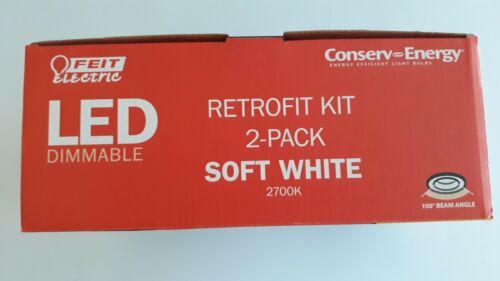 FEIT
Electric
LED
DIMMABLE
RETROFIT KIT
2-PACK
SOFT WHITE
2700K
Conserv Energy®
ENERGY EFFICIENT LIGHT BULBS
100° BEAM ANGLE